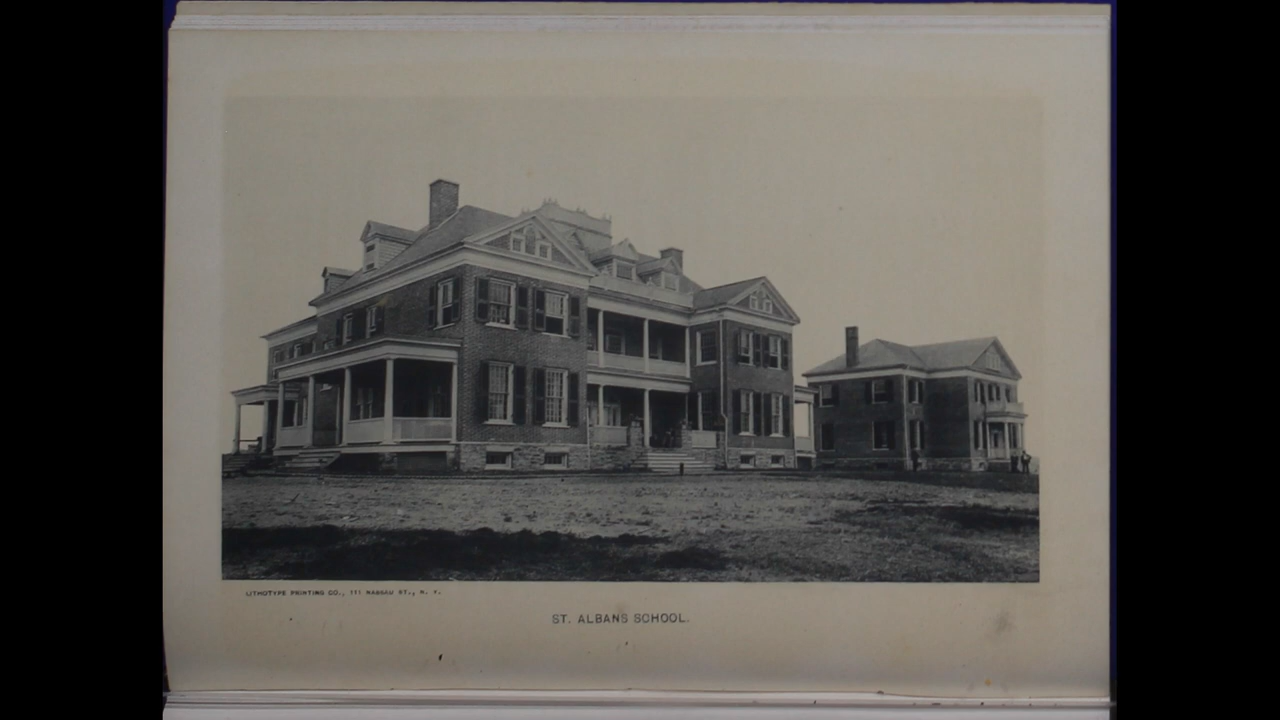 LITHOTYPE PRINTING CO., 111 NASSAU ST., N. Y.
ST. ALBANS SCHOOL.